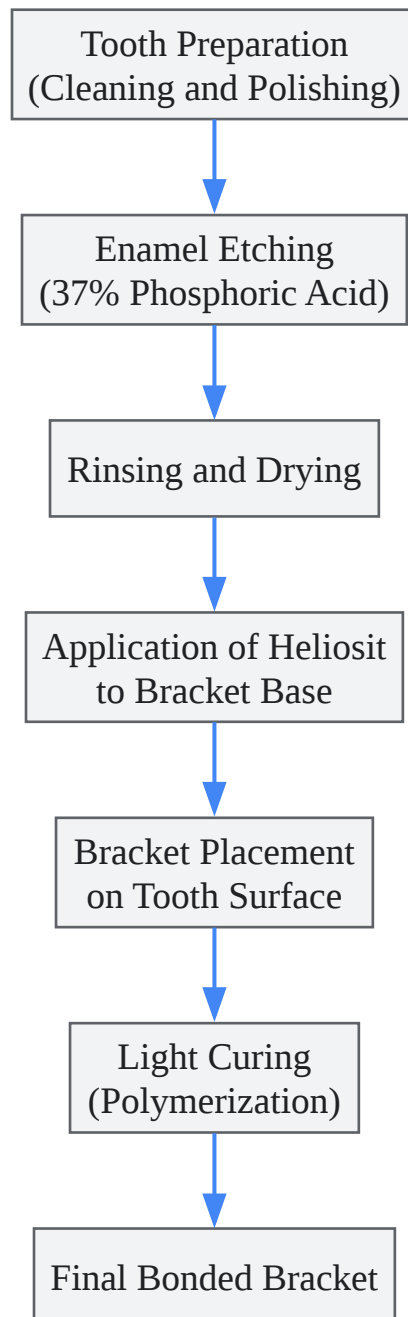 Tooth Preparation
(Cleaning and Polishing)
Enamel Etching
(37% Phosphoric Acid)
Rinsing and Drying
Application of Heliosit
to Bracket Base
Bracket Placement
on Tooth Surface
Light Curing
(Polymerization)
Final Bonded Bracket